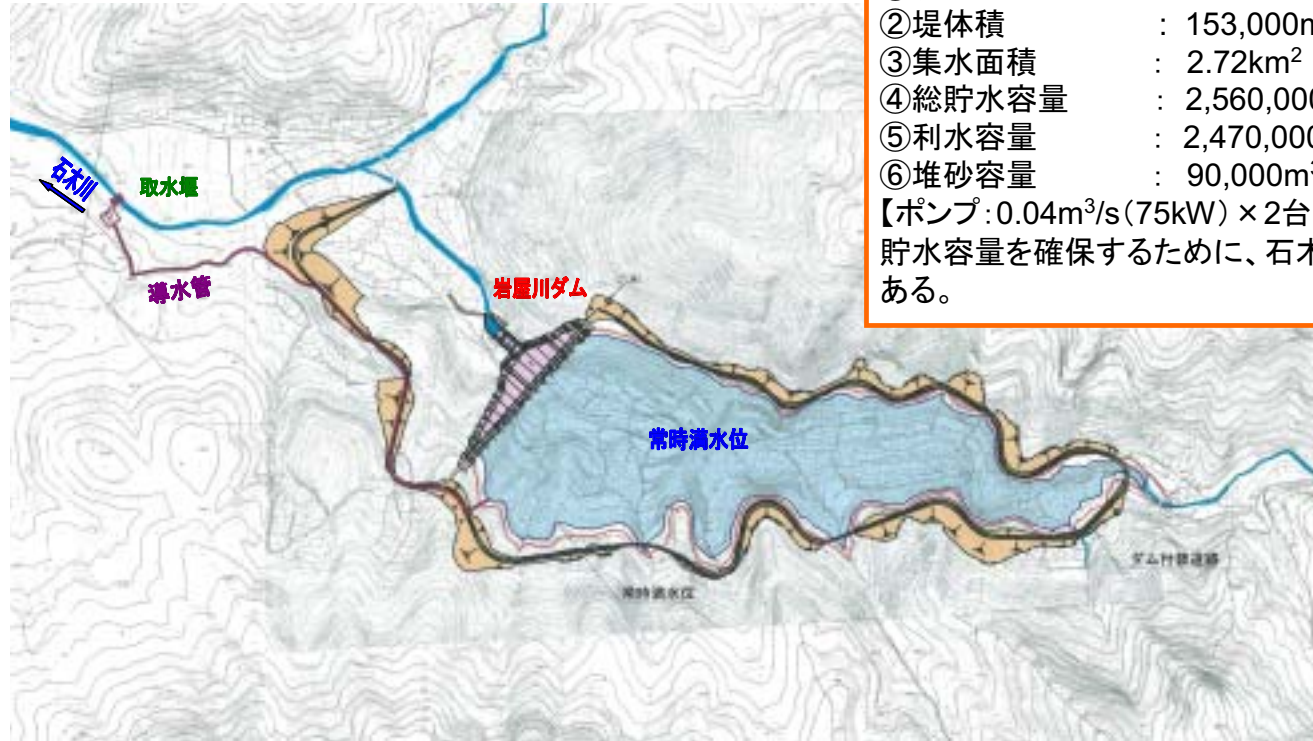 ②堤体積 : 153,000m
③集水面積 : 2.72km²
④総貯水容量 : 2,560,000
⑤利水容量 : 2,470,000
⑥堆砂容量 : 90,000m³
【ポンプ:0.04m³/s(75kW)×2台
貯水容量を確保するために、石木
ある。
石木川
取水堰
導水管
岩屋川ダム
常時満水位
ダム付替道路
常時満水位